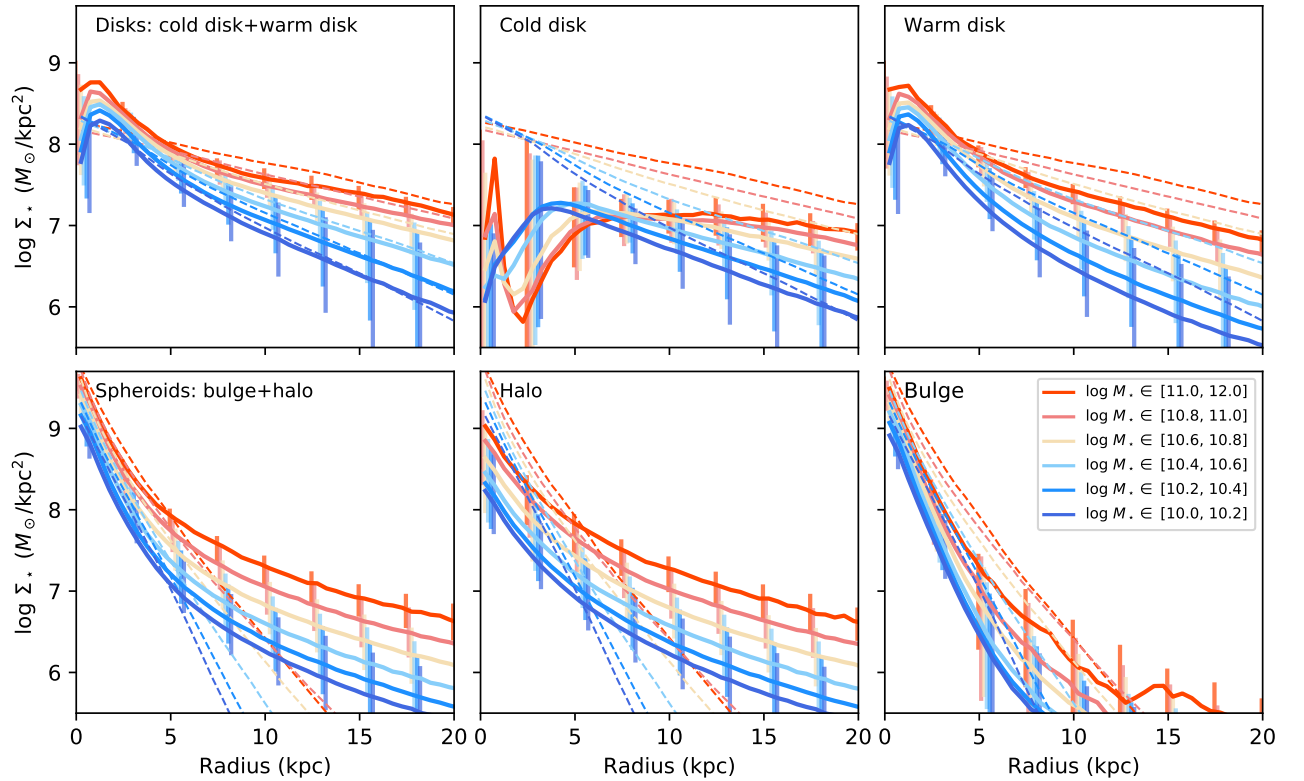 Disks: cold disk+warm disk
Cold disk
Warm disk
log Σ⋆ (M⊙/kpc²)
9
8
7
6
Spheroids: bulge+halo
Halo
Bulge
log M⋆ ∈ [11.0, 12.0]
log M⋆ ∈ [10.8, 11.0]
log M⋆ ∈ [10.6, 10.8]
log M⋆ ∈ [10.4, 10.6]
log M⋆ ∈ [10.2, 10.4]
log M⋆ ∈ [10.0, 10.2]
log Σ⋆ (M⊙/kpc²)
9
8
7
6
0 5 10 15 20 0 5 10 15 20 0 5 10 15 20
Radius (kpc) Radius (kpc) Radius (kpc)